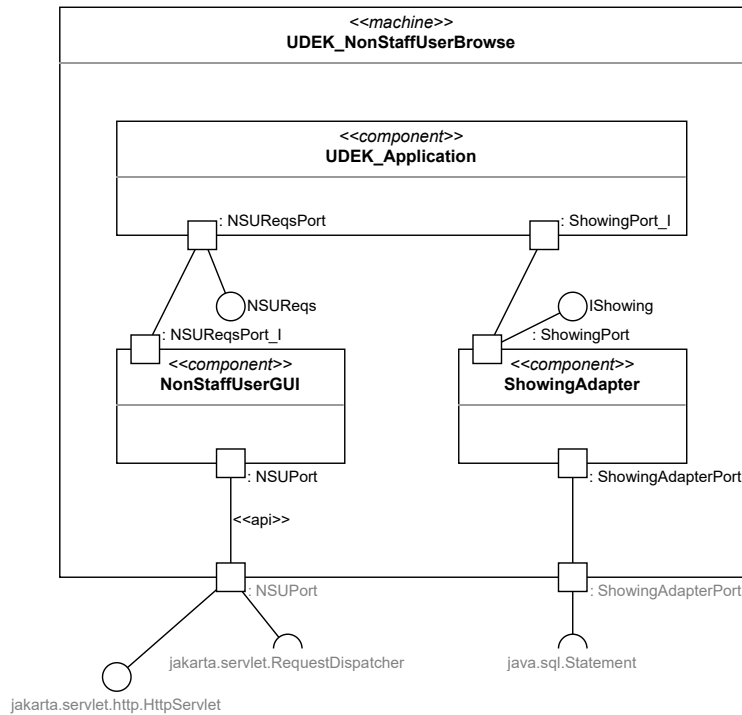 <<machine>>
UDEK_NonStaffUserBrowse
<<component>>
UDEK_Application
: NSUReqsPort
: ShowingPort_I
NSUReqs
IShowing
: NSUReqsPort_I
: ShowingPort
<<component>>
NonStaffUserGUI
<<component>>
ShowingAdapter
: NSUPort
: ShowingAdapterPort
<<api>>
: NSUPort
: ShowingAdapterPort
jakarta.servlet.RequestDispatcher
java.sql.Statement
jakarta.servlet.http.HttpServlet